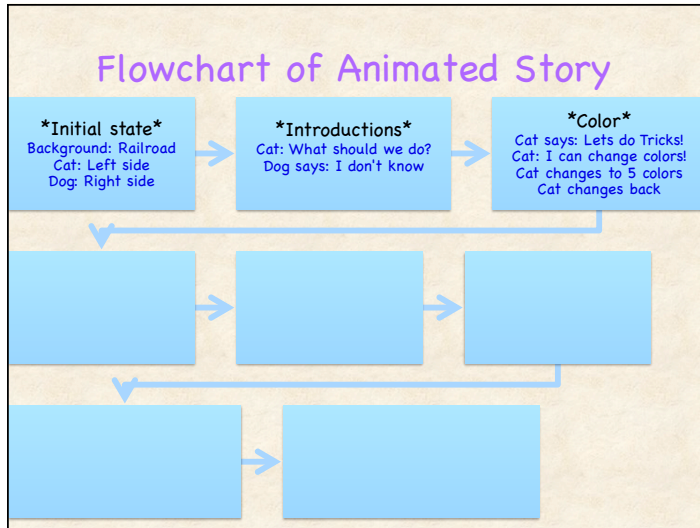 Flowchart of Animated Story
*Initial state*
Background: Railroad
Cat: Left side
Dog: Right side
*Introductions*
Cat: What should we do?
Dog says: I don't know
*Color*
Cat says: Lets do Tricks!
Cat: I can change colors!
Cat changes to 5 colors
Cat changes back